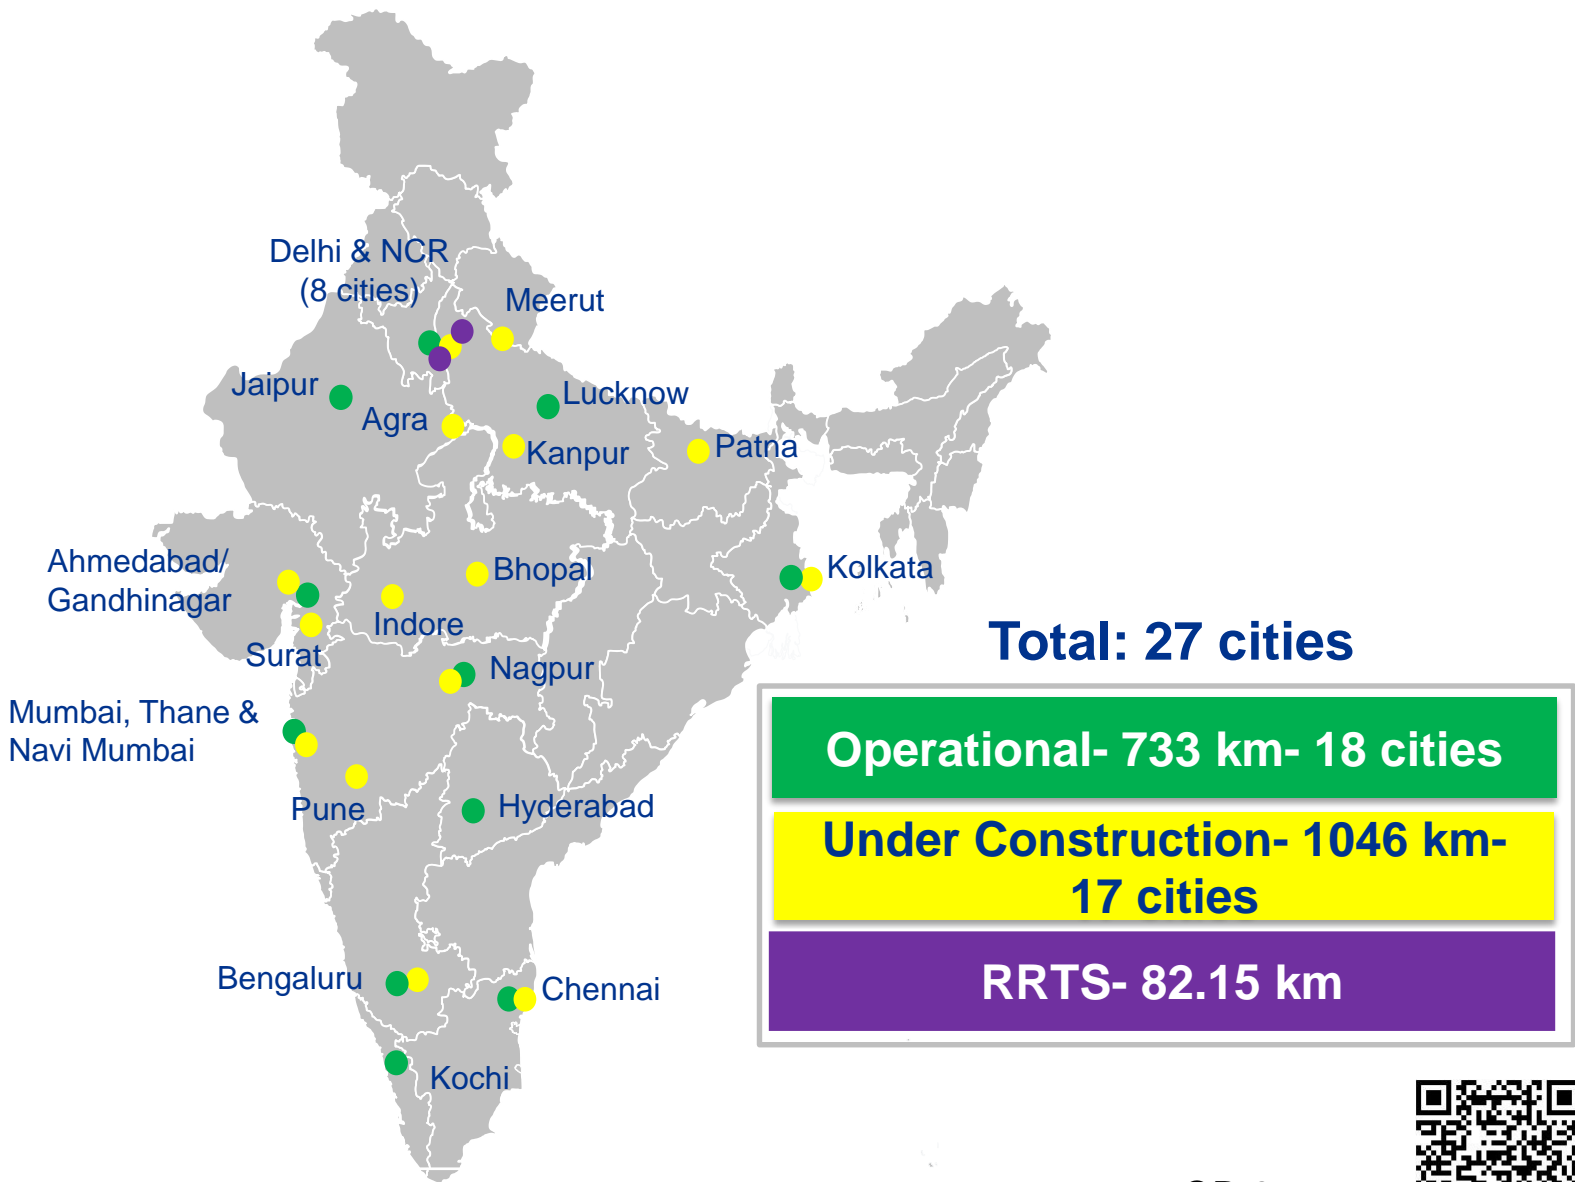 Delhi & NCR
(8 cities)
Meerut
Jaipur
Lucknow
Agra
Kanpur
Patna
Ahmedabad/
Gandhinagar
Bhopal
Kolkata
Indore
Surat
Total: 27 cities
Nagpur
Mumbai, Thane &
Navi Mumbai
Operational- 733 km- 18 cities
Pune
Hyderabad
Under Construction- 1046 km-
17 cities
RRTS- 82.15 km
Bengaluru
Chennai
Kochi